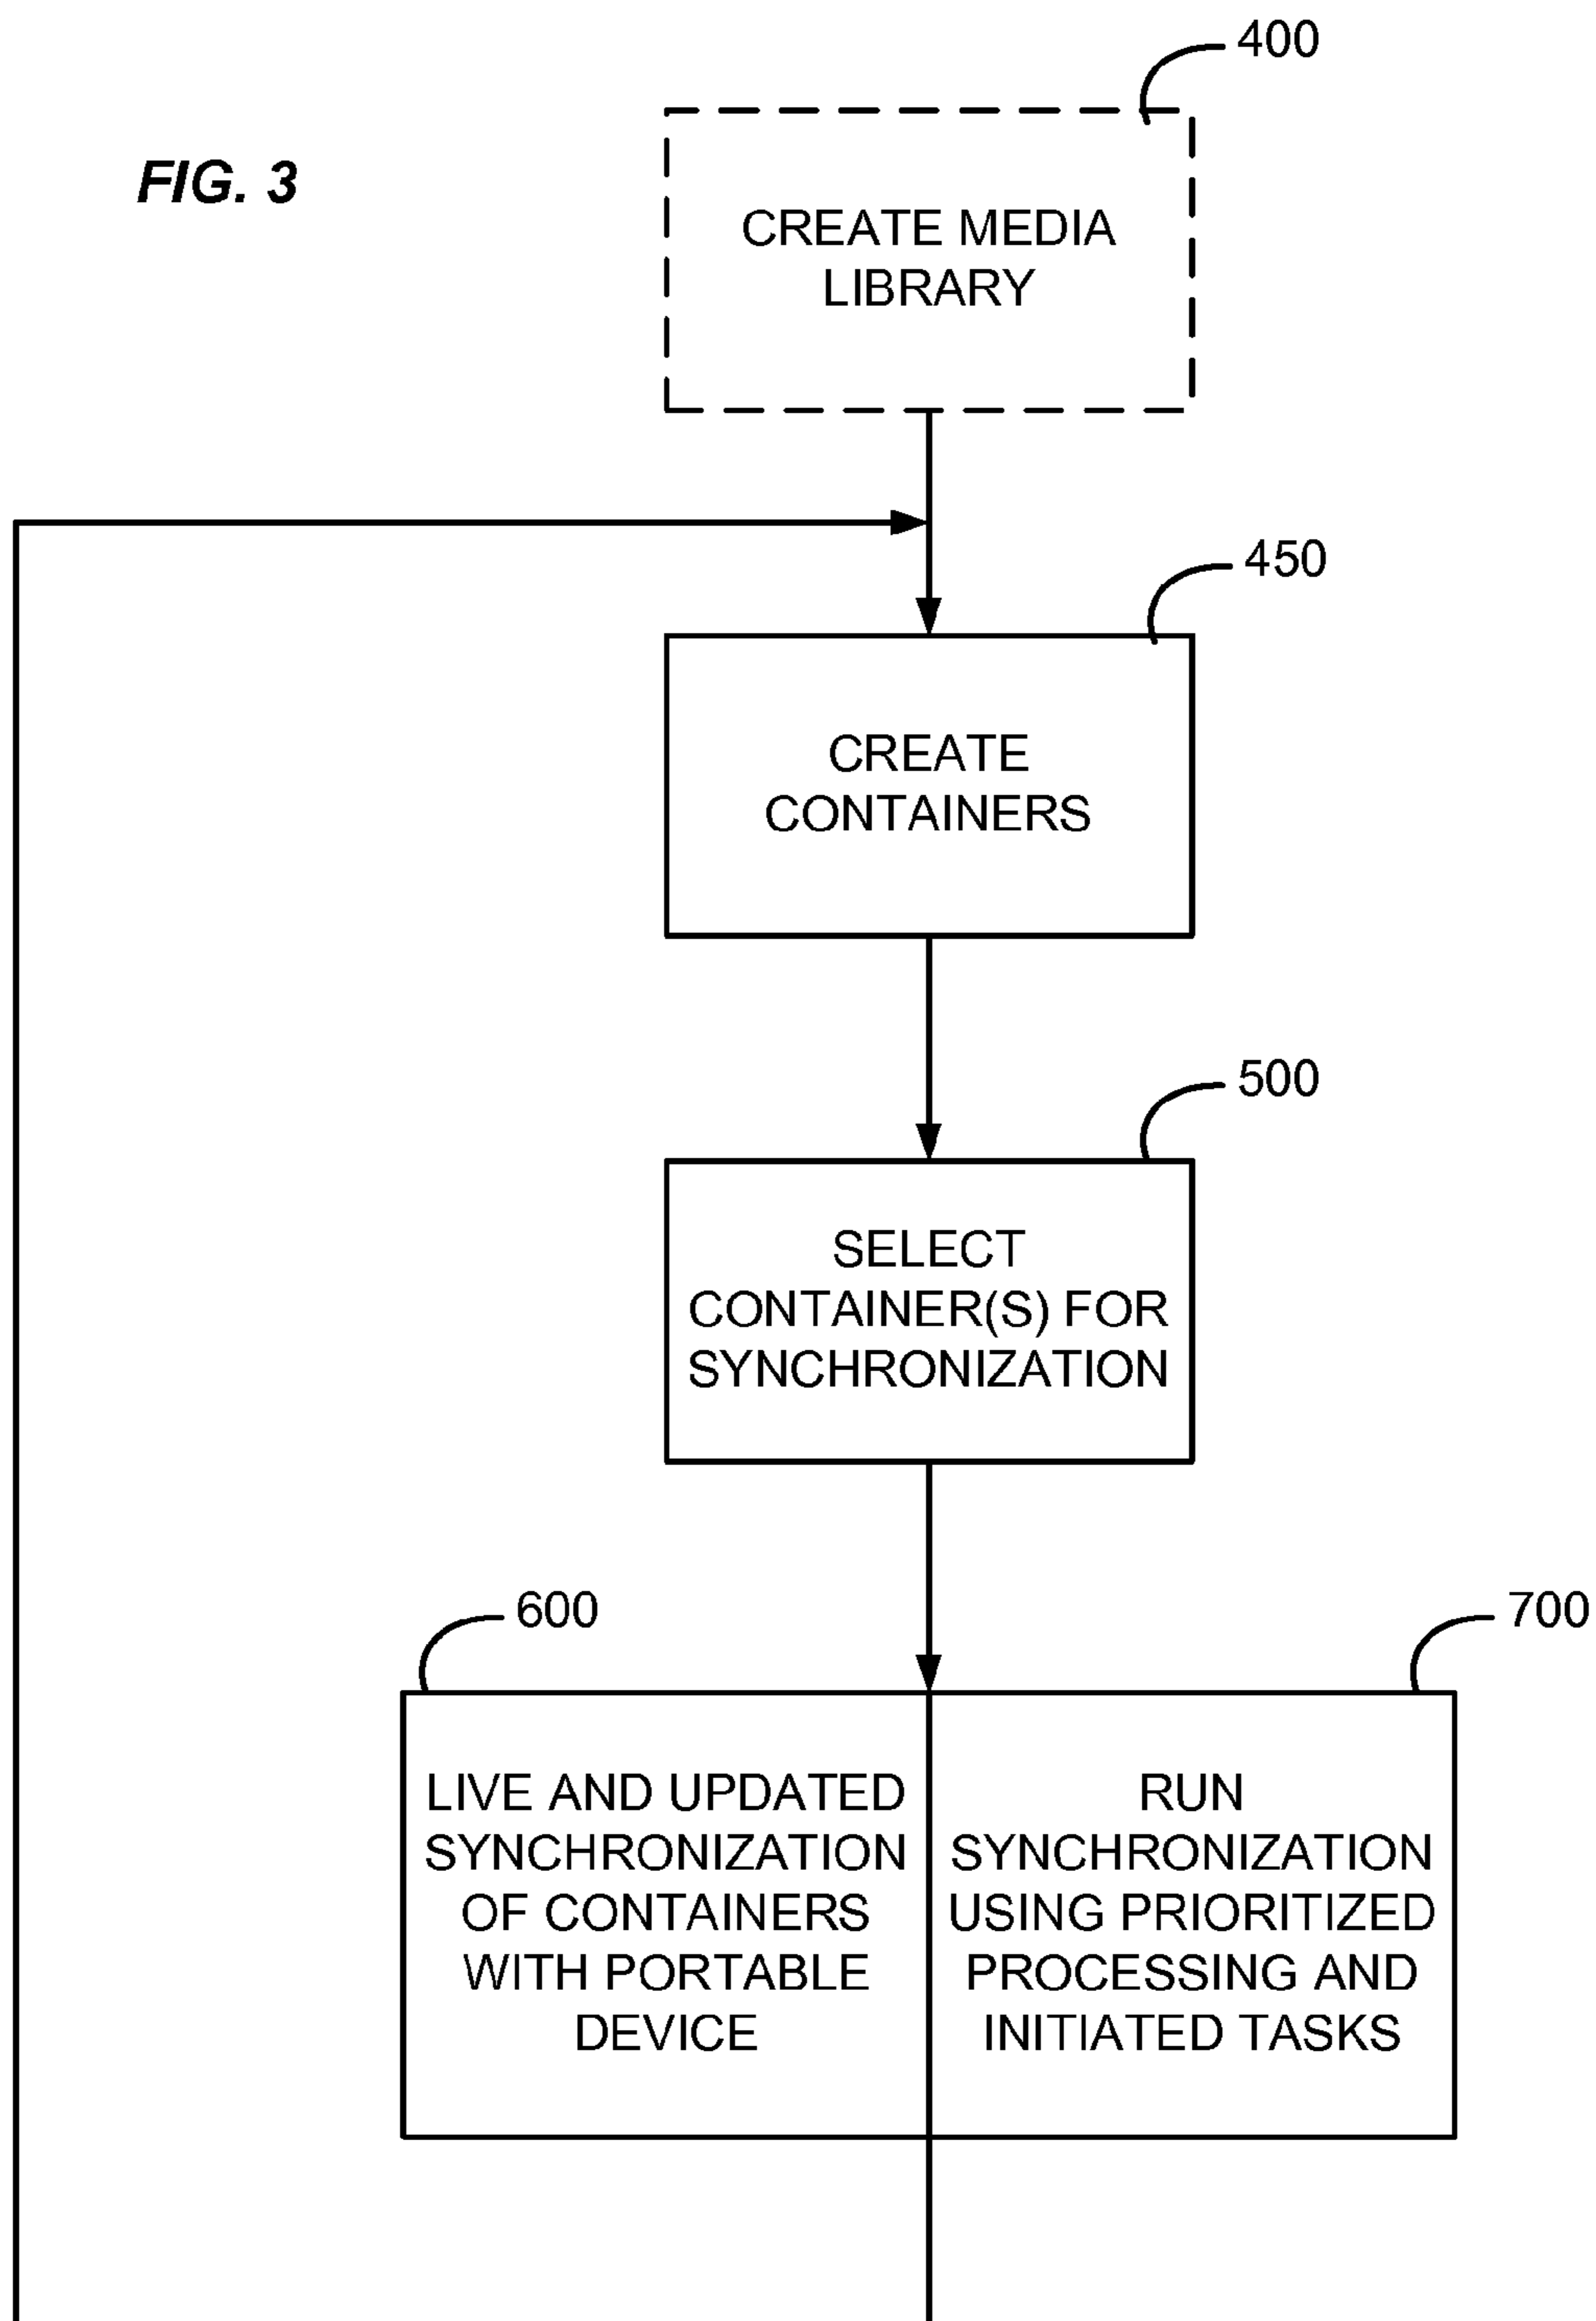 400
FIG. 3
CREATE MEDIA
LIBRARY
450
CREATE
CONTAINERS
500
SELECT
CONTAINER(S) FOR
SYNCHRONIZATION
600
700
LIVE AND UPDATED
SYNCHRONIZATION
OF CONTAINERS
WITH PORTABLE
DEVICE
RUN
SYNCHRONIZATION
USING PRIORITIZED
PROCESSING AND
INITIATED TASKS